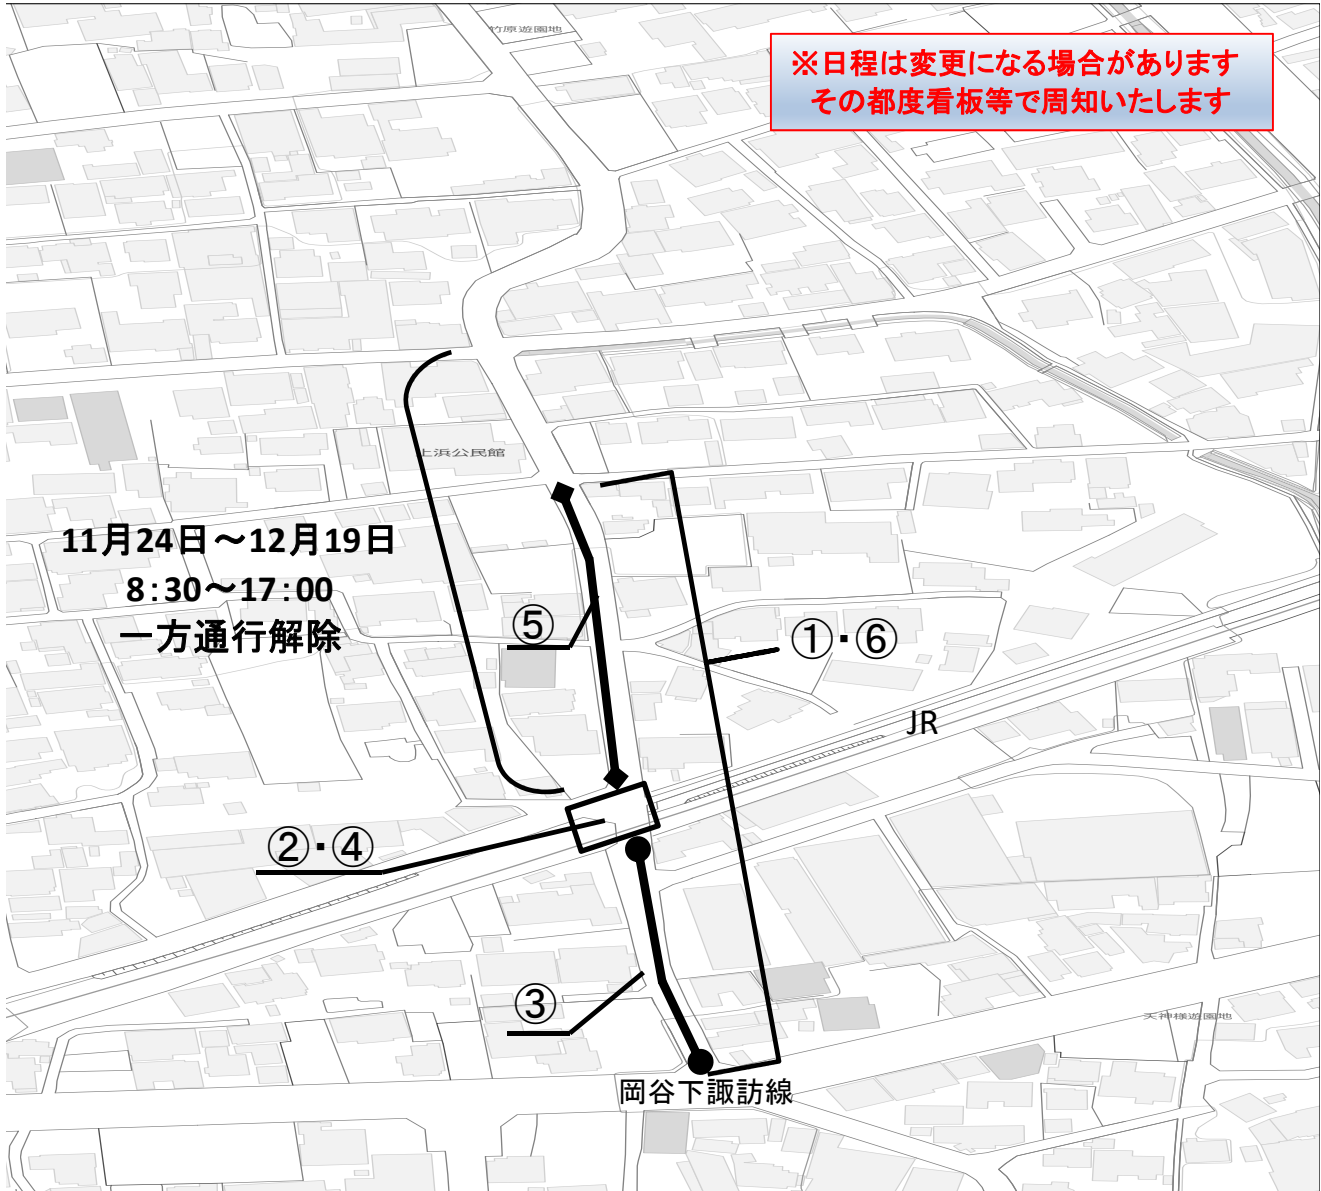 竹原遊園地
※日程は変更になる場合があります
その都度看板等で周知いたします
上浜公民館
11月24日～12月19日
8:30～17:00
一方通行解除
⑤
①・⑥
JR
②・④
③
天神様遊園地
岡谷下諏訪線